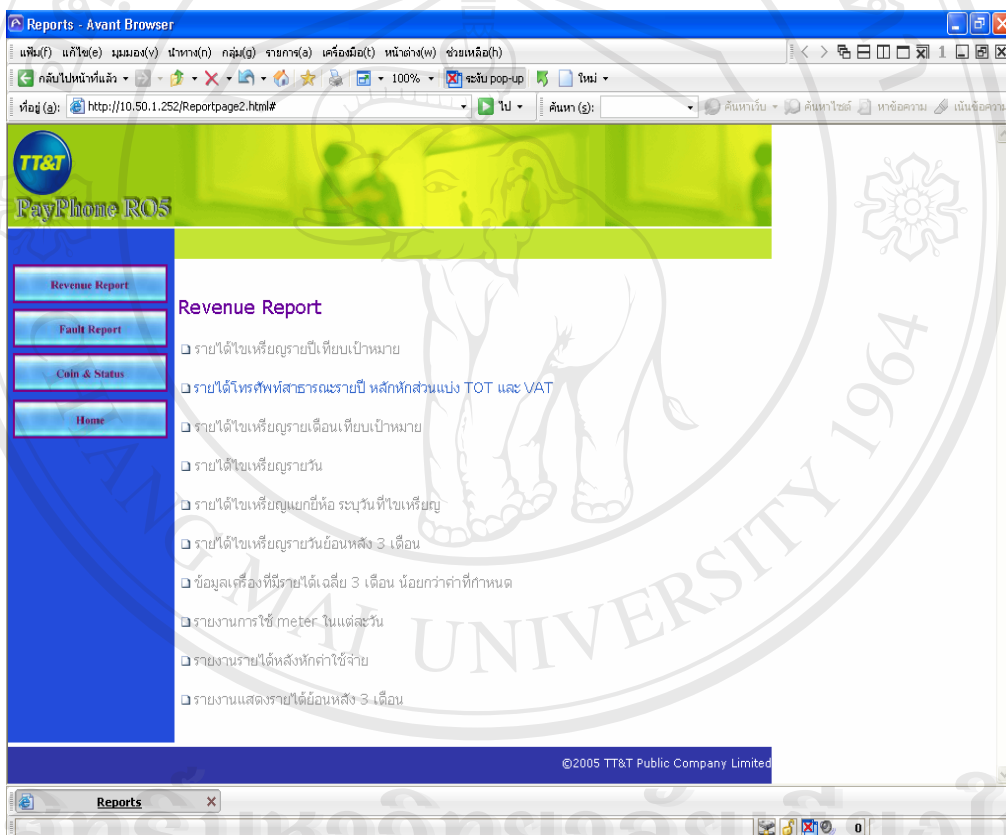 Reports - Avant Browser
แฟ้ม(f) แก้ไข(e) มุมมอง(v) นำทาง(n) กลุ่ม(g) รายการ(a) เครื่องมือ(t) หน้าต่าง(w) ช่วยเหลือ(h)
1
กลับไปหน้าที่แล้ว 100% ระงับ pop-up ใหม่
ที่อยู่ (a): http://10.50.1.252/Reportpage2.html# ไป ค้นหา (s): ค้นหาเว็บ ค้นหาไซต์ หาข้อความ เน้นข้อความ
TT&T
PayPhone RO5
Revenue Report
Fault Report
Coin & Status
Home
Revenue Report
รายได้ไขเหรียญรายปีเทียบเป้าหมาย
รายได้โทรศัพท์สาธารณะรายปี หลักหักส่วนแบ่ง TOT และ VAT
รายได้ไขเหรียญรายเดือนเทียบเป้าหมาย
รายได้ไขเหรียญรายวัน
รายได้ไขเหรียญแยกยี่ห้อ ระบุวันที่ไขเหรียญ
รายได้ไขเหรียญรายวันย้อนหลัง 3 เดือน
ข้อมูลเครื่องที่มีรายได้เฉลี่ย 3 เดือน น้อยกว่าค่าที่กำหนด
รายงานการใช้ meter ในแต่ละวัน
รายงานรายได้หลังหักค่าใช้จ่าย
รายงานแสดงรายได้ย้อนหลัง 3 เดือน
©2005 TT&T Public Company Limited
Reports
0
MAI UNIVERSITY 1964